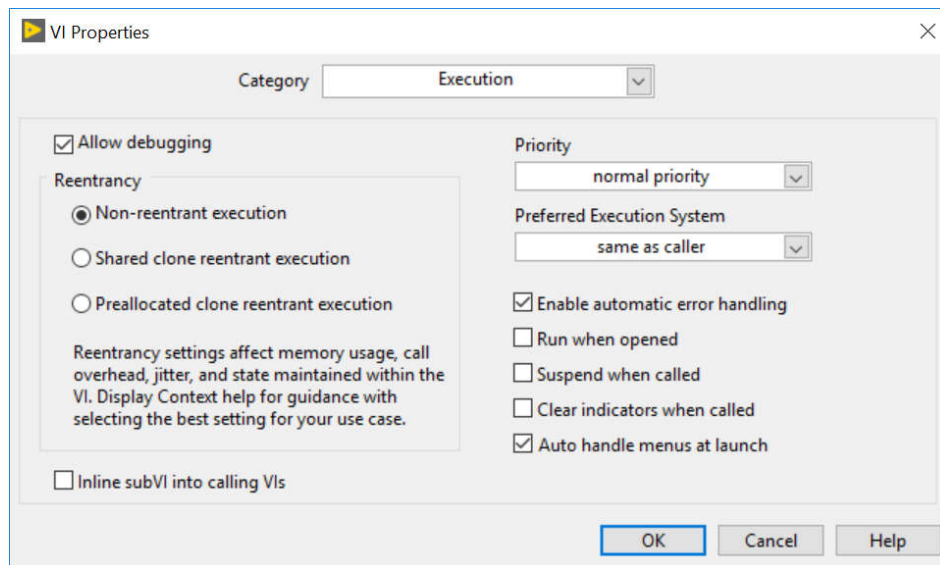 VI Properties
Category
Execution
Allow debugging
Reentrancy
Non-reentrant execution
Shared clone reentrant execution
Preallocated clone reentrant execution
Reentrancy settings affect memory usage, call
overhead, jitter, and state maintained within the
VI. Display Context help for guidance with
selecting the best setting for your use case.
Inline subVI into calling VIs
Priority
normal priority
Preferred Execution System
same as caller
Enable automatic error handling
Run when opened
Suspend when called
Clear indicators when called
Auto handle menus at launch
OK
Cancel
Help